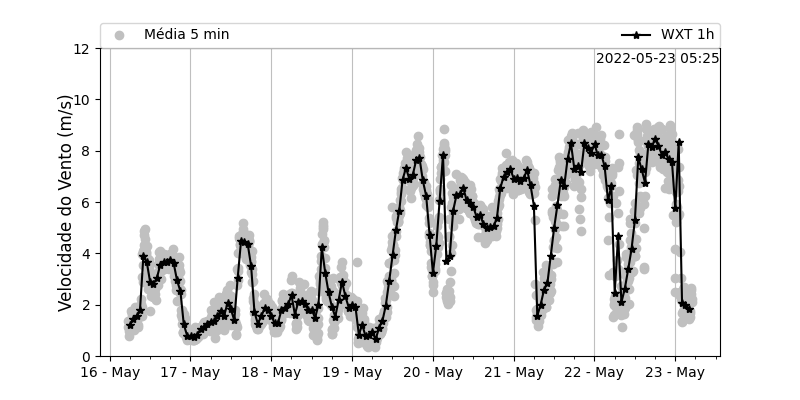 Média 5 min WXT 1h
2022-05-23 05:25
Velocidade do Vento (m/s)
12
10
8
6
4
2
0
16 - May 17 - May 18 - May 19 - May 20 - May 21 - May 22 - May 23 - May